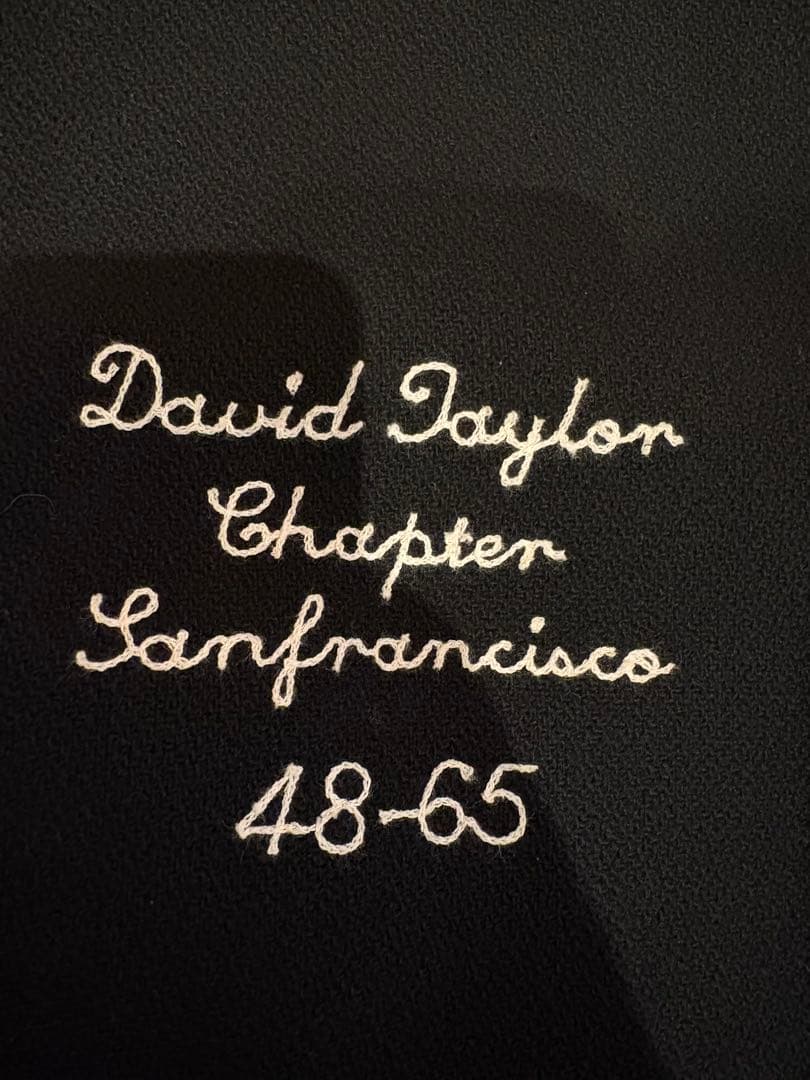 David Taylor
Chapter
Sanfrancisco
48-65